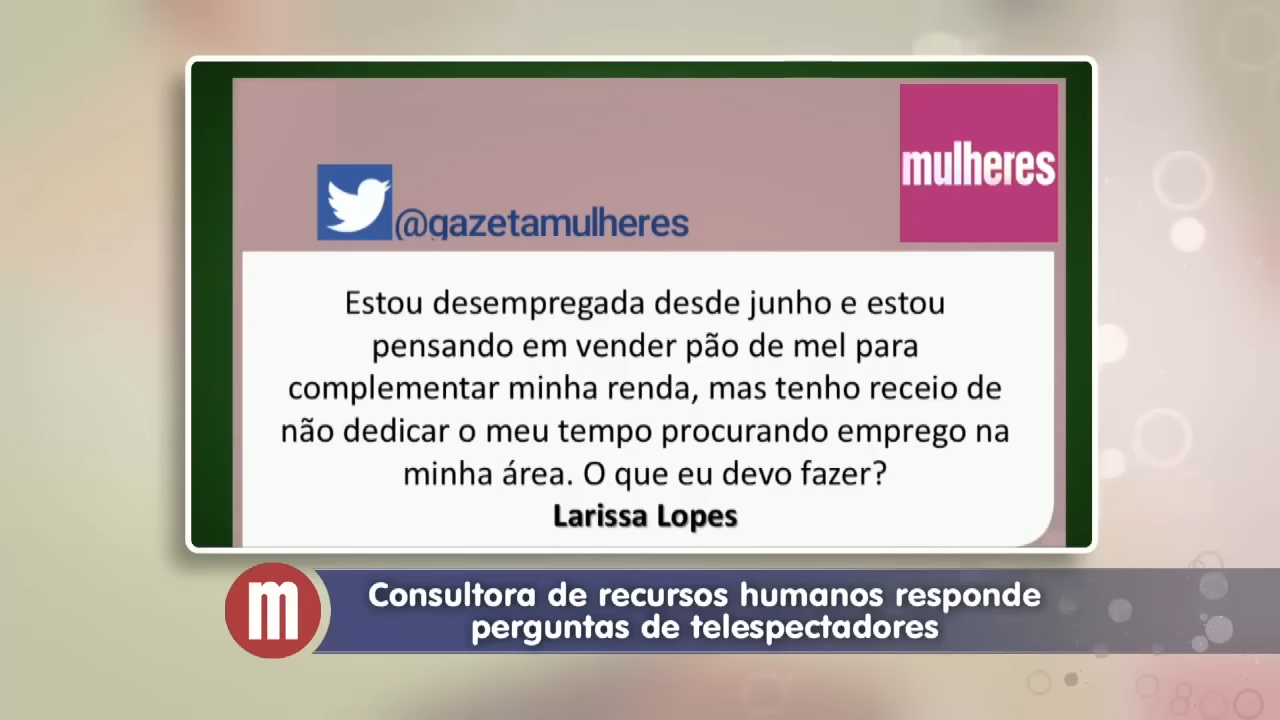 mulheres
@gazetamulheres
Estou desempregada desde junho e estou
pensando em vender pão de mel para
complementar minha renda, mas tenho receio de
não dedicar o meu tempo procurando emprego na
minha área. O que eu devo fazer?
Larissa Lopes
m
Consultora de recursos humanos responde
perguntas de telespectadores